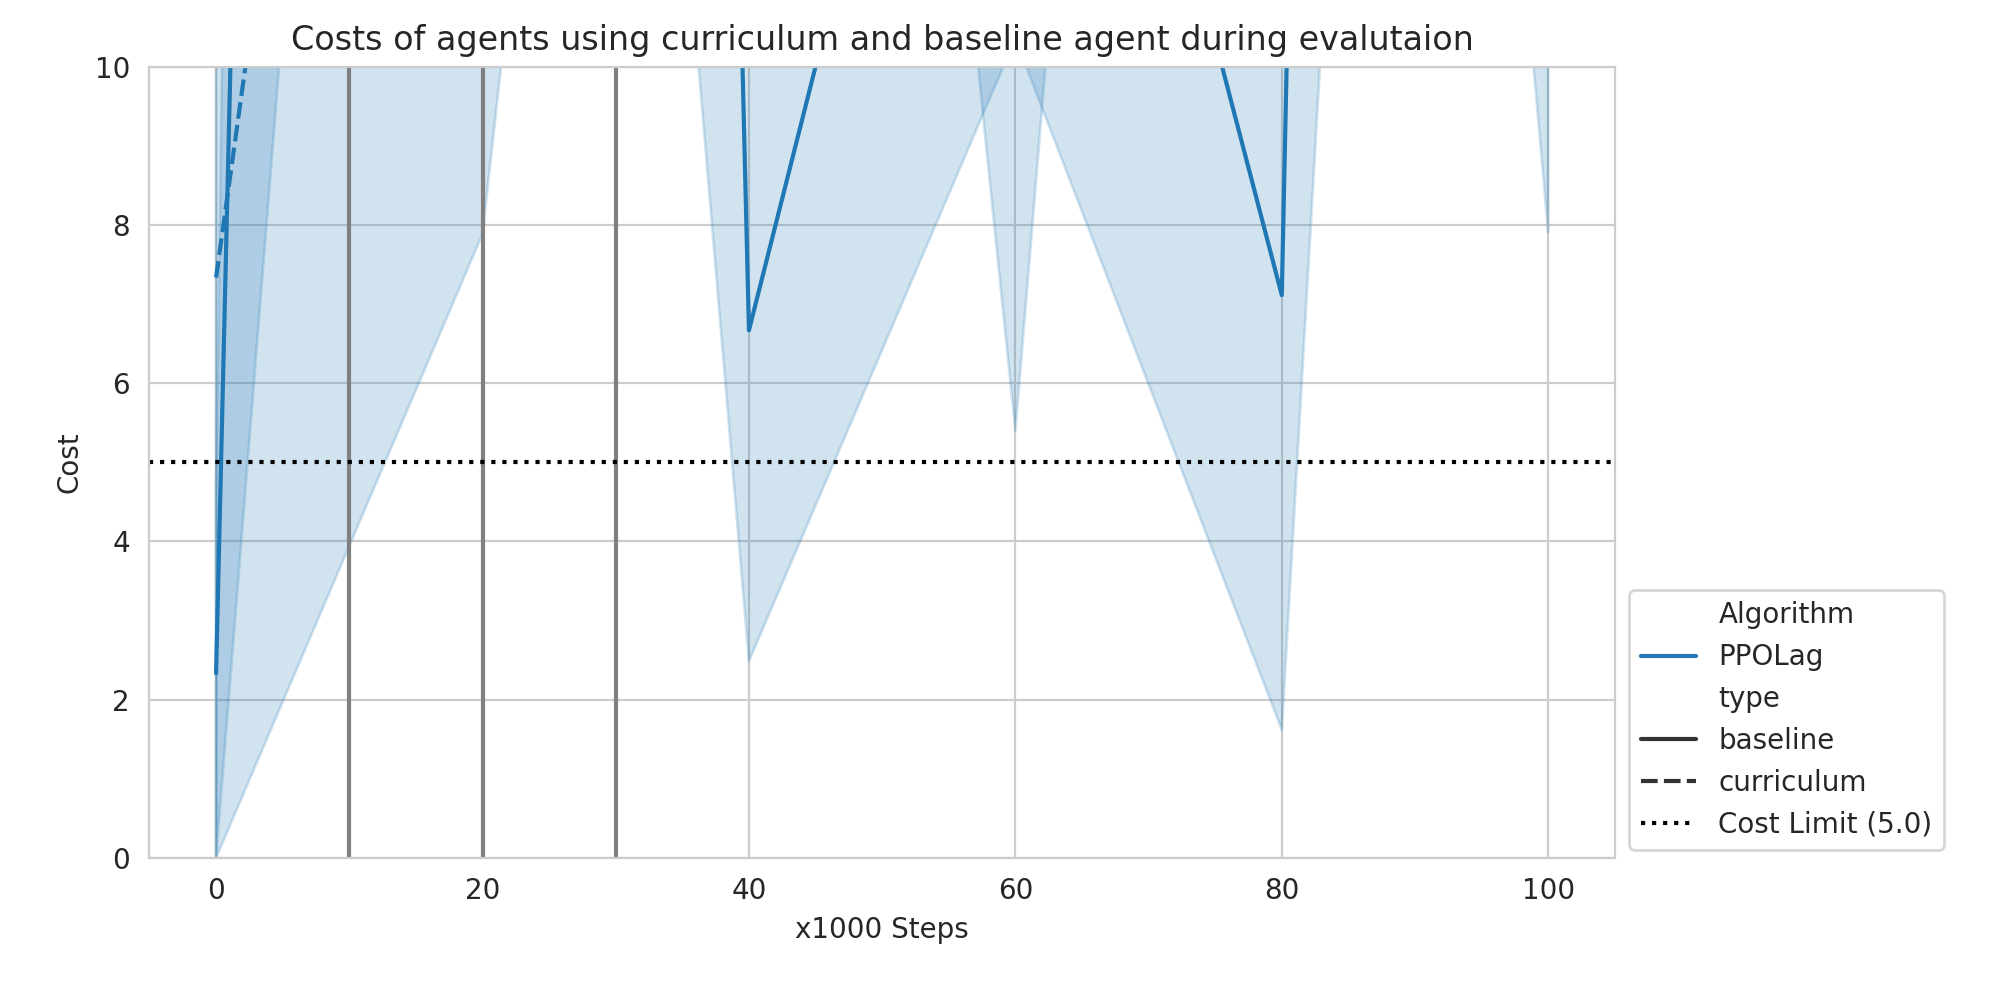 Costs of agents using curriculum and baseline agent during evalutaion
10
8
6
4
2
0
Cost
0 20 40 60 80 100
x1000 Steps
Algorithm
PPOLag
type
baseline
curriculum
Cost Limit (5.0)